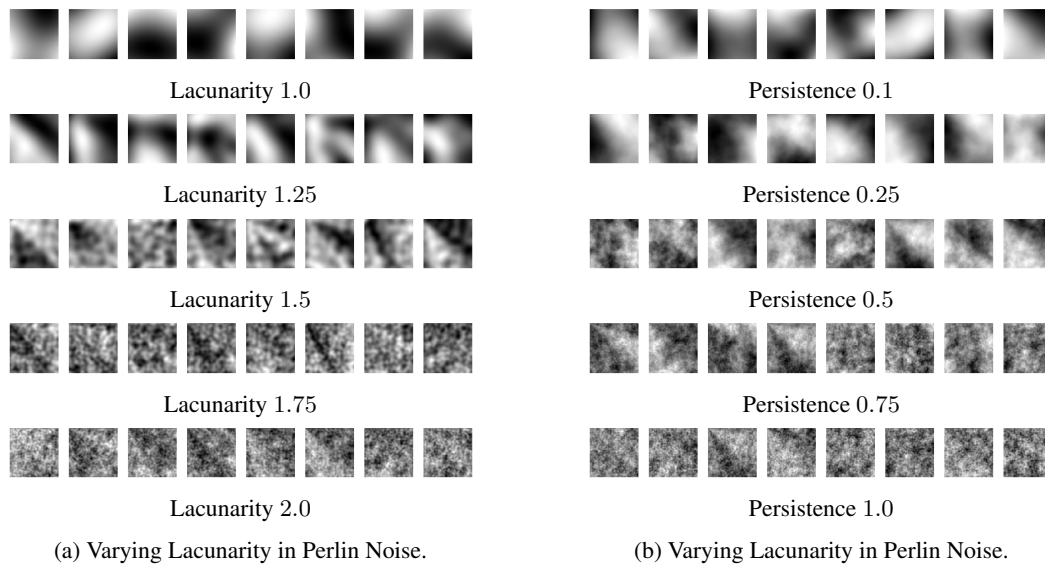 Lacunarity 1.0
Lacunarity 1.25
Lacunarity 1.5
Lacunarity 1.75
Lacunarity 2.0
(a) Varying Lacunarity in Perlin Noise.
Persistence 0.1
Persistence 0.25
Persistence 0.5
Persistence 0.75
Persistence 1.0
(b) Varying Lacunarity in Perlin Noise.